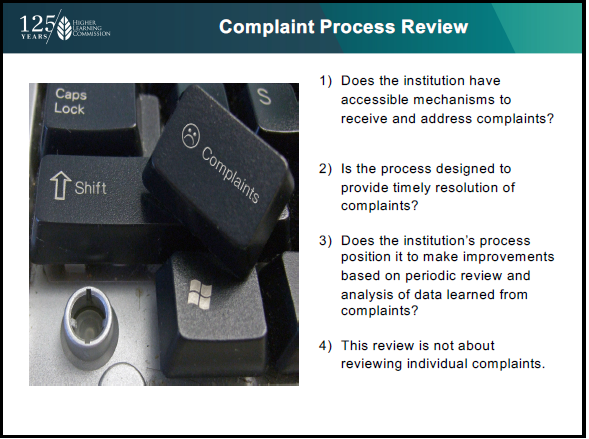 125
YEARS
HIGHER
LEARNING
COMMISSION
Complaint Process Review
Caps
Lock
S
Shift
Complaints
1) Does the institution have
accessible mechanisms to
receive and address complaints?
2) Is the process designed to
provide timely resolution of
complaints?
3) Does the institution’s process
position it to make improvements
based on periodic review and
analysis of data learned from
complaints?
4) This review is not about
reviewing individual complaints.